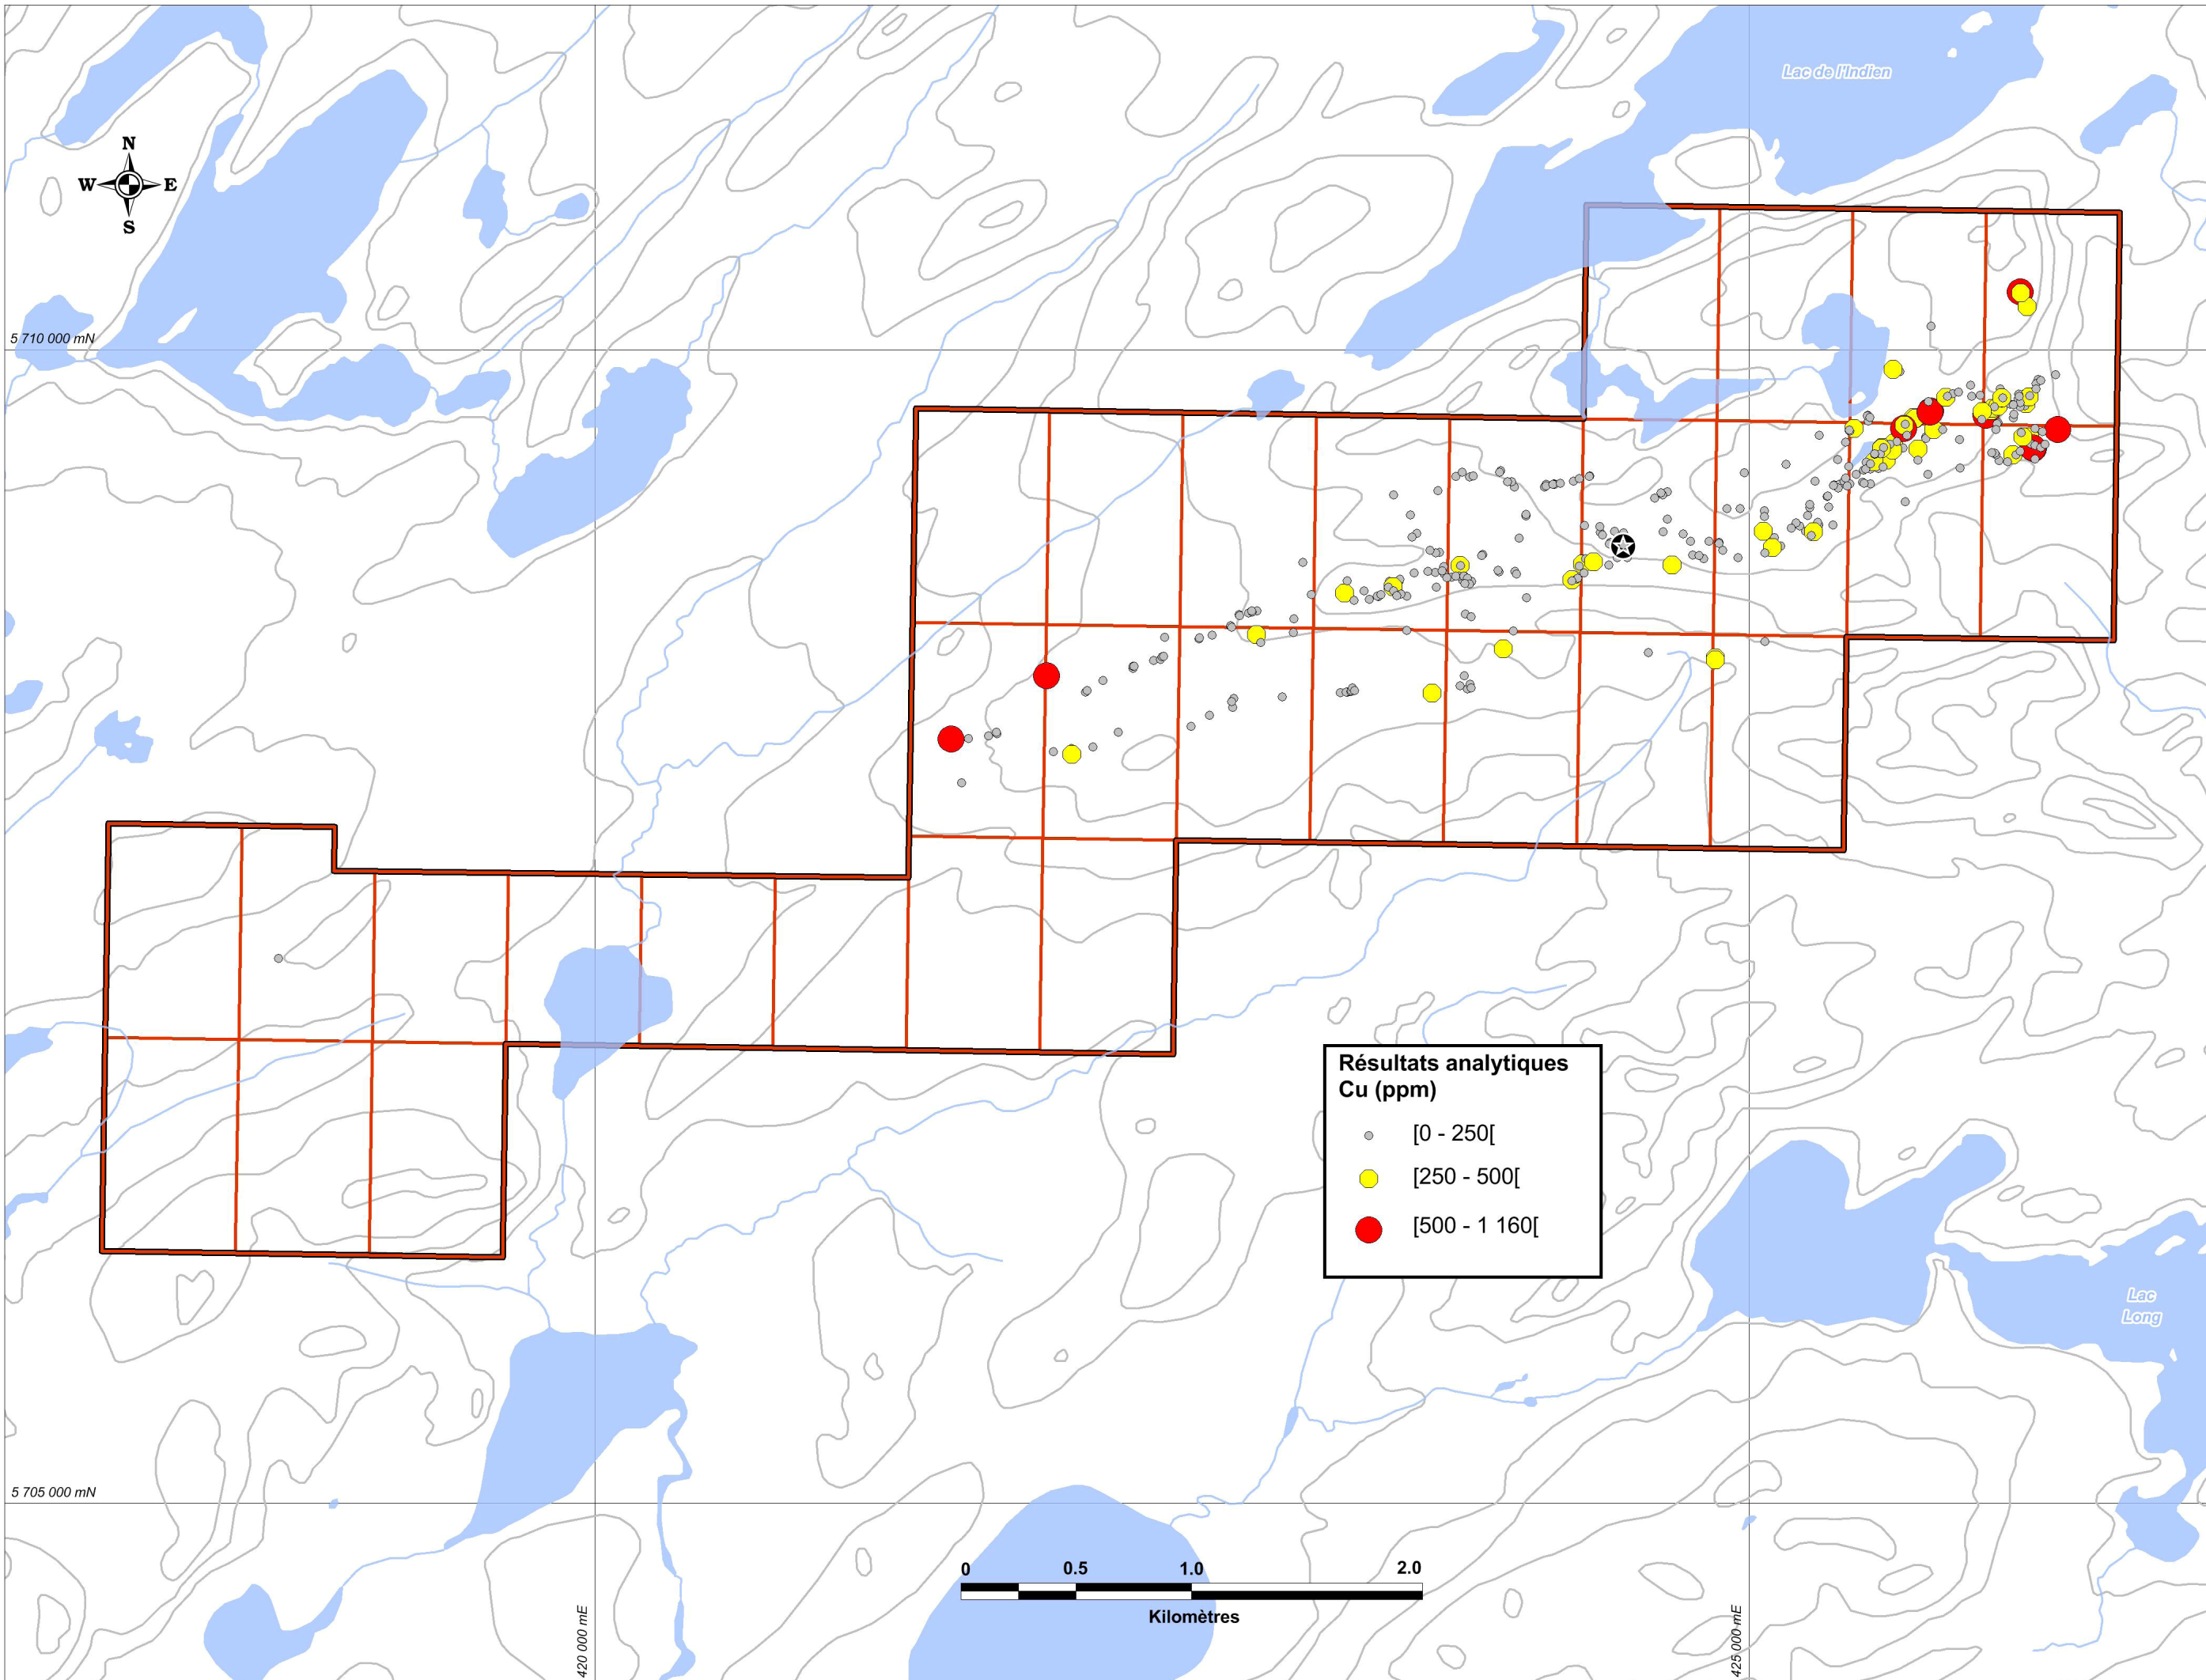 Lac de l'Indien
N
W E
S
5 710 000 mN
Résultats analytiques
Cu (ppm)
[0 - 250[
[250 - 500[
[500 - 1 160[
Lac
Long
5 705 000 mN
0 0.5 1.0 2.0
Kilomètres
420 000 mE
425 000 mE